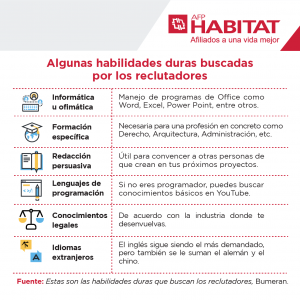 AFP
HABITAT
Afiliados a una vida mejor
Algunas habilidades duras buscadas
por los reclutadores
Informática
u ofimática
Manejo de programas de Office como
Word, Excel, Power Point, entre otros.
Formación
específica
Necesaria para una profesión en concreto como
Derecho, Arquitectura, Administración, etc.
Redacción
persuasiva
Útil para convencer a otras personas de
que crean en tus próximos proyectos.
Lenguajes de
programación
Si no eres programador, puedes buscar
conocimientos básicos en YouTube.
Conocimientos
legales
De acuerdo con la industria donde te
desenvuelvas.
Idiomas
extranjeros
El inglés sigue siendo el más demandado,
pero también se le suman el alemán y el
chino.
Fuente: Estas son las habilidades duras que buscan los reclutadores, Bumeran.